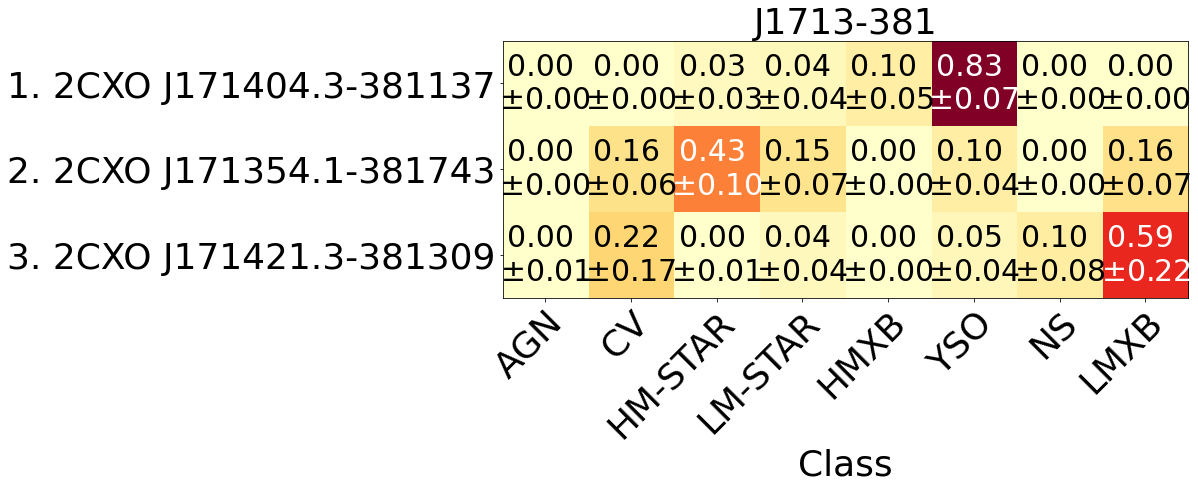 J1713-381
1. 2CXO J171404.3-381137
0.00 0.00 0.03 0.04 0.10 0.83 0.00 0.00
±0.00 ±0.00 ±0.03 ±0.04 ±0.05 ±0.07 ±0.00 ±0.00
2. 2CXO J171354.1-381743
0.00 0.16 0.43 0.15 0.00 0.10 0.00 0.16
±0.00 ±0.06 ±0.10 ±0.07 ±0.00 ±0.04 ±0.00 ±0.07
3. 2CXO J171421.3-381309
0.00 0.22 0.00 0.04 0.00 0.05 0.10 0.59
±0.01 ±0.17 ±0.01 ±0.04 ±0.00 ±0.04 ±0.08 ±0.22
AGN CV HM-STAR LM-STAR HMXB YSO NS LMXB
Class